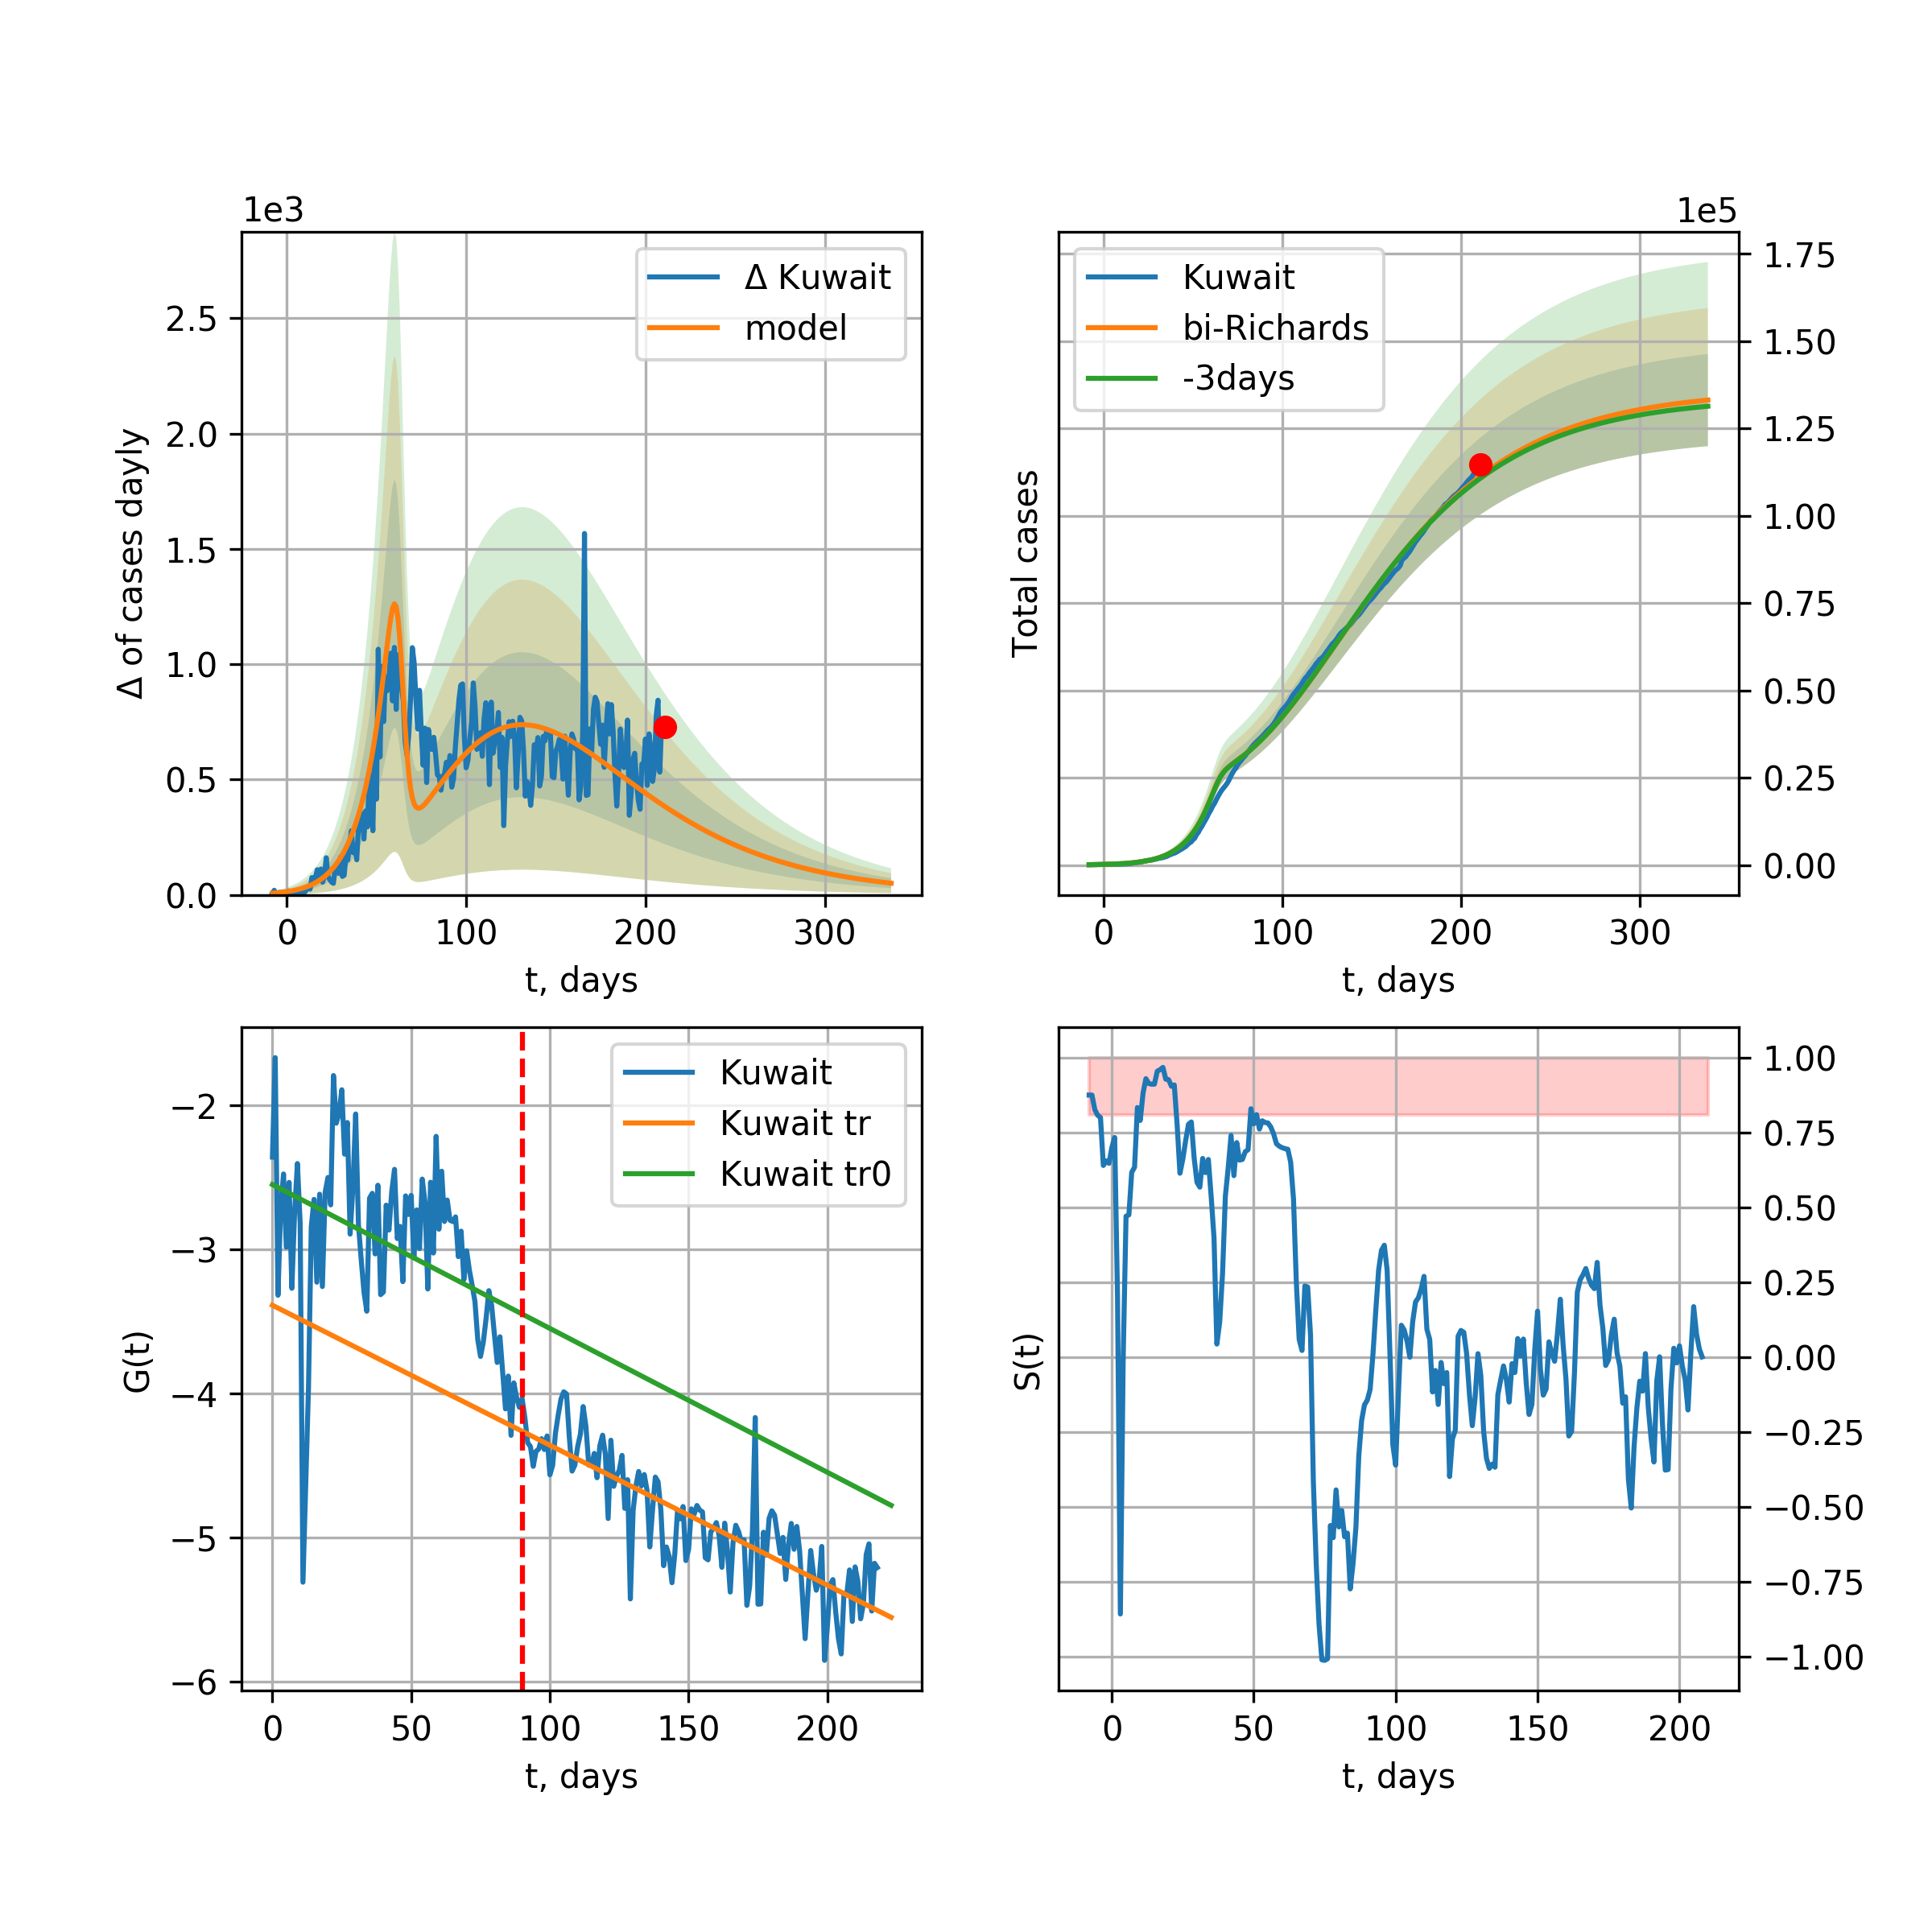 1e3
Δ of cases dayly
2.5
2.0
1.5
1.0
0.5
0.0
Δ Kuwait
model
0 100 200 300
t, days
1e5
Total cases
Kuwait
bi-Richards
-3days
1.75
1.50
1.25
1.00
0.75
0.50
0.25
0.00
0 100 200 300
t, days
G(t)
−2
−3
−4
−5
−6
Kuwait
Kuwait tr
Kuwait tr0
0 50 100 150 200
t, days
S(t)
1.00
0.75
0.50
0.25
0.00
−0.25
−0.50
−0.75
−1.00
0 50 100 150 200
t, days